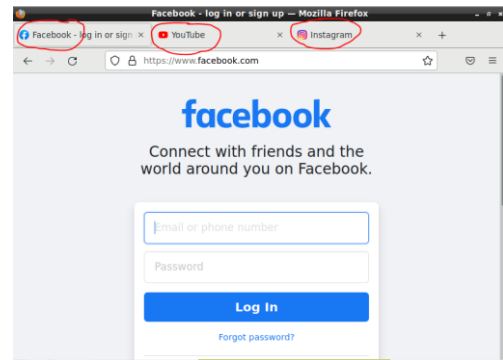 Facebook - log in or sign up — Mozilla Firefox
Facebook - log in or sign
YouTube
Instagram
https://www.facebook.com
facebook
Connect with friends and the
world around you on Facebook.
Email or phone number
Password
Log In
Forgot password?